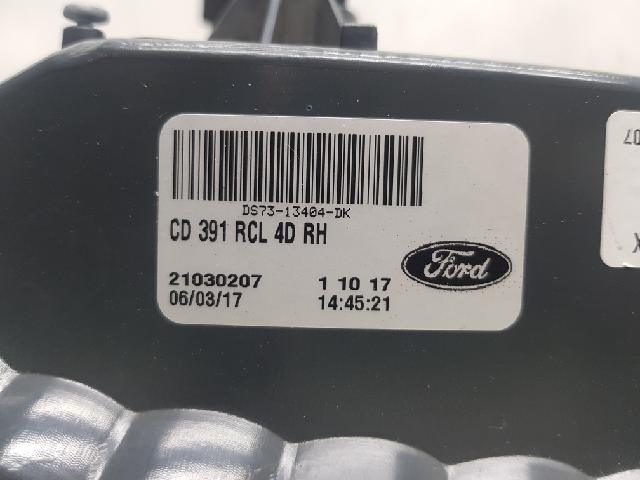 DS73-13404-DK
CD 391 RCL 4D RH
21030207 1 10 17
06/03/17 14:45:21
Ford
07
X